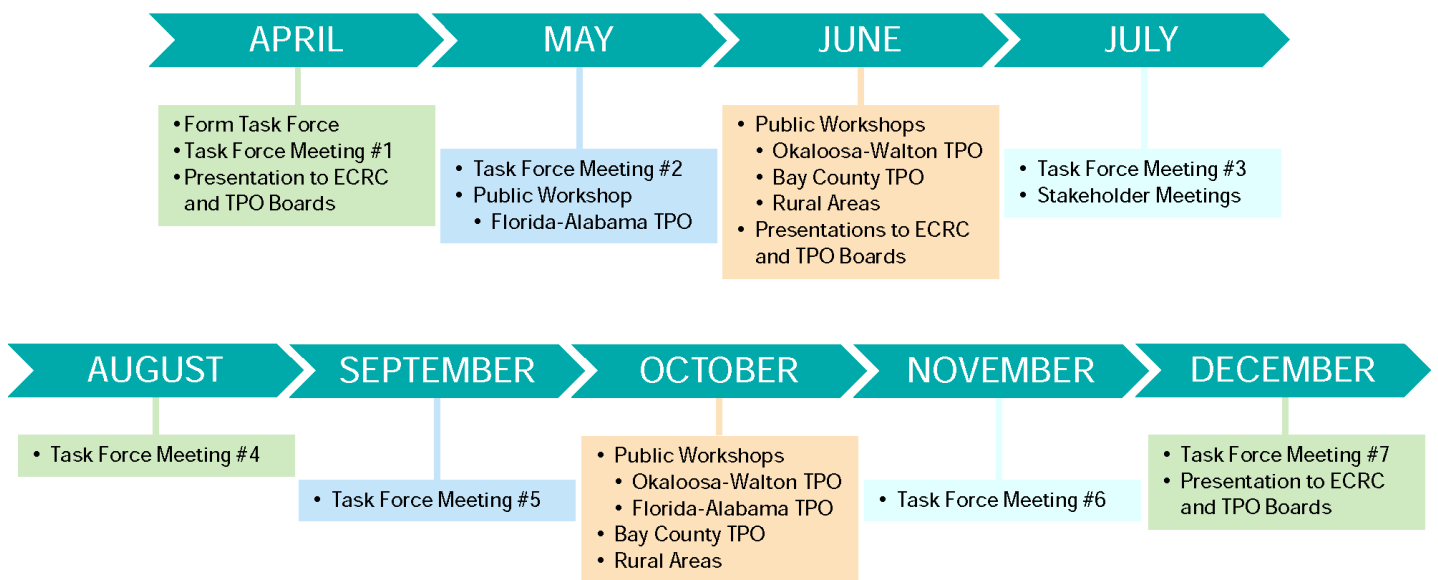 APRIL
• Form Task Force
• Task Force Meeting #1
• Presentation to ECRC
and TPO Boards
MAY
• Task Force Meeting #2
• Public Workshop
• Florida-Alabama TPO
JUNE
• Public Workshops
• Okaloosa-Walton TPO
• Bay County TPO
• Rural Areas
• Presentations to ECRC
and TPO Boards
JULY
• Task Force Meeting #3
• Stakeholder Meetings
AUGUST
• Task Force Meeting #4
SEPTEMBER
• Task Force Meeting #5
OCTOBER
• Public Workshops
• Okaloosa-Walton TPO
• Florida-Alabama TPO
• Bay County TPO
• Rural Areas
NOVEMBER
• Task Force Meeting #6
DECEMBER
• Task Force Meeting #7
• Presentation to ECRC
and TPO Boards